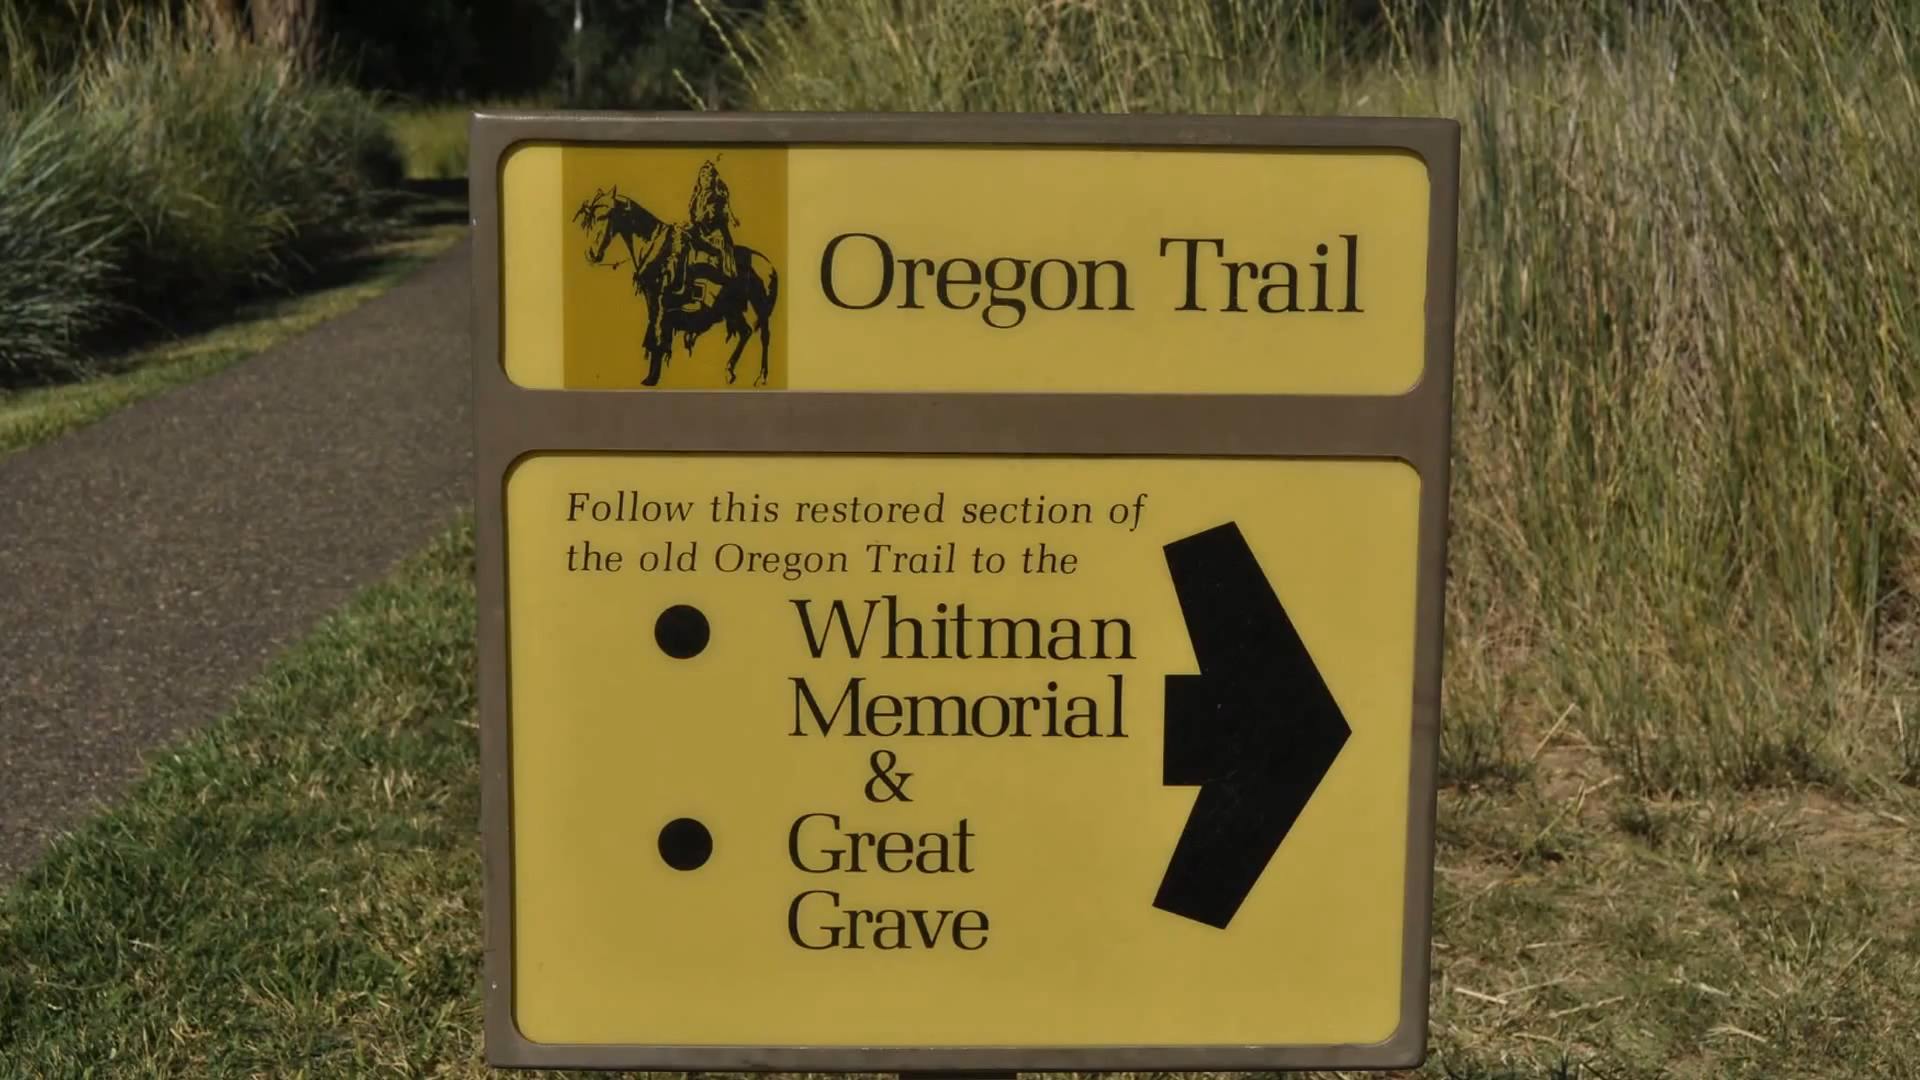 Oregon Trail
Follow this restored section of
the old Oregon Trail to the
Whitman
Memorial
&
Great
Grave